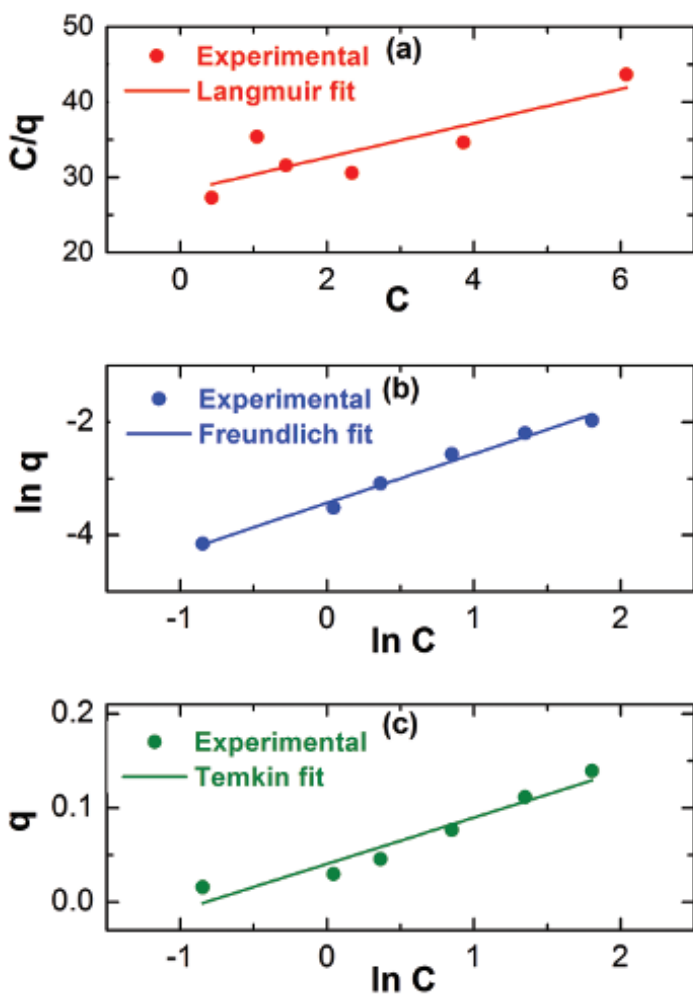 50
40
30
20
C/q
(a)
Experimental
Langmuir fit
0 2 4 6
C
-2
-4
ln q
(b)
Experimental
Freundlich fit
-1 0 1 2
ln C
0.2
0.1
0.0
q
(c)
Experimental
Temkin fit
-1 0 1 2
ln C